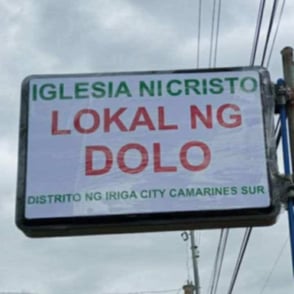 IGLESIA NI CRISTO
LOKAL NG
DOLO
DISTRITO NG IRIGA CITY CAMARINES SUR